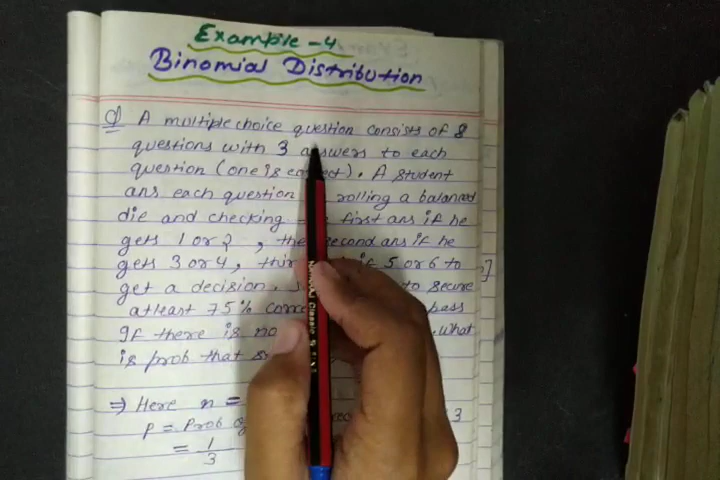 Example-4
Binomial Distribution
Q) A multiple choice question consists of 8
questions with 3 answers to each
question (one is correct). A student
ans each question rolling a balanced
die and checking first ans if he
gets 1 or 2, the second ans if he
gets 3 or 4, thir if 5 or 6 to
get a decision. to secure
atleast 75% corre pass
If there is no what
is prob that s
⇒ Here n =
p = Prob of 3
= 1/3